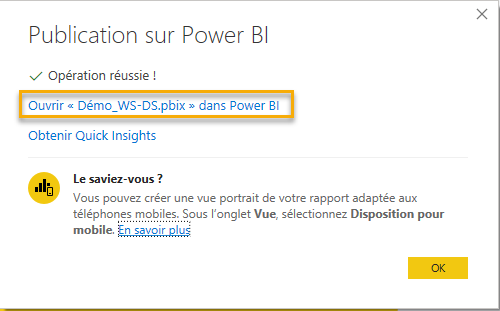 Publication sur Power BI
Opération réussie !
Ouvrir « Démo_WS-DS.pbix » dans Power BI
Obtenir Quick Insights
Le saviez-vous ?
Vous pouvez créer une vue portrait de votre rapport adaptée aux
téléphones mobiles. Sous l'onglet Vue, sélectionnez Disposition pour
mobile. En savoir plus
OK